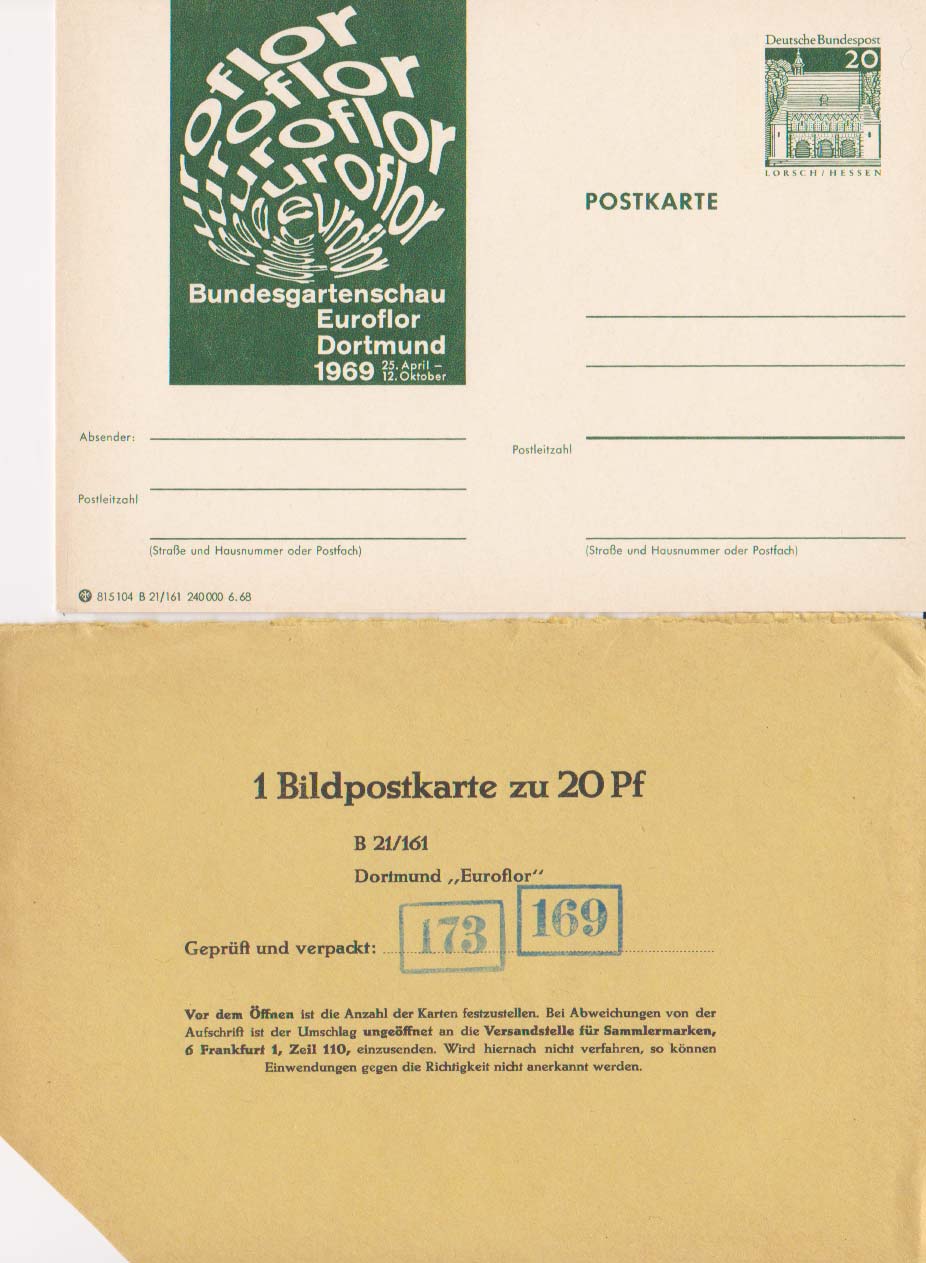 euroflor
euroflor
euroflor
euroflor
Bundesgartenschau
Euroflor
Dortmund
1969 25. April –
12. Oktober
Deutsche Bundespost
20
LORSCH / HESSEN
POSTKARTE
Absender:
Postleitzahl
(Straße und Hausnummer oder Postfach)
Postleitzahl
(Straße und Hausnummer oder Postfach)
815104 B 21/161 240000 6.68
1 Bildpostkarte zu 20 Pf
B 21/161
Dortmund „Euroflor“
Geprüft und verpackt: 173 169
Vor dem Öffnen ist die Anzahl der Karten festzustellen. Bei Abweichungen von der
Aufschrift ist der Umschlag ungeöffnet an die Versandstelle für Sammlermarken,
6 Frankfurt 1, Zeil 110, einzusenden. Wird hiernach nicht verfahren, so können
Einwendungen gegen die Richtigkeit nicht anerkannt werden.